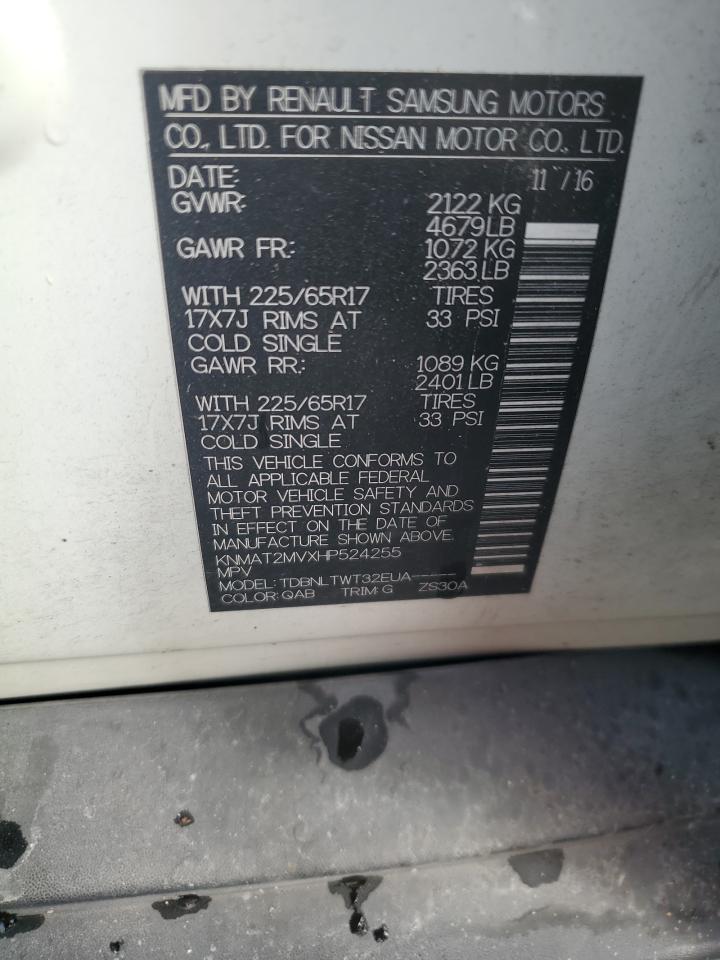 MFD BY RENAULT SAMSUNG MOTORS
CO., LTD. FOR NISSAN MOTOR CO., LTD.
DATE: 11 / 16
GVWR: 2122 KG
4679 LB
GAWR FR.: 1072 KG
2363 LB
WITH 225/65R17 TIRES
17X7J RIMS AT 33 PSI
COLD SINGLE
GAWR RR.: 1089 KG
2401 LB
WITH 225/65R17 TIRES
17X7J RIMS AT 33 PSI
COLD SINGLE
THIS VEHICLE CONFORMS TO
ALL APPLICABLE FEDERAL
MOTOR VEHICLE SAFETY AND
THEFT PREVENTION STANDARDS
IN EFFECT ON THE DATE OF
MANUFACTURE SHOWN ABOVE.
KNMAT2MVXHP524255
MPV
MODEL: TDBNLTWT32EUA----
COLOR: QAB TRIM: G ZS30A